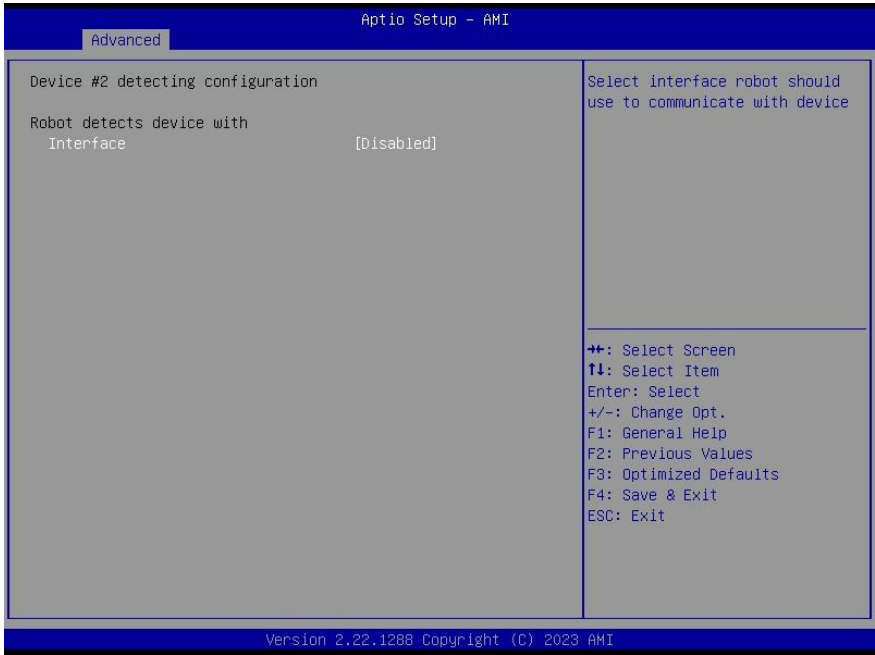 Aptio Setup - AMI
Advanced
Device #2 detecting configuration
Robot detects device with
Interface [Disabled]
Select interface robot should
use to communicate with device
→←: Select Screen
↑↓: Select Item
Enter: Select
+/-: Change Opt.
F1: General Help
F2: Previous Values
F3: Optimized Defaults
F4: Save & Exit
ESC: Exit
Version 2.22.1288 Copyright (C) 2023 AMI